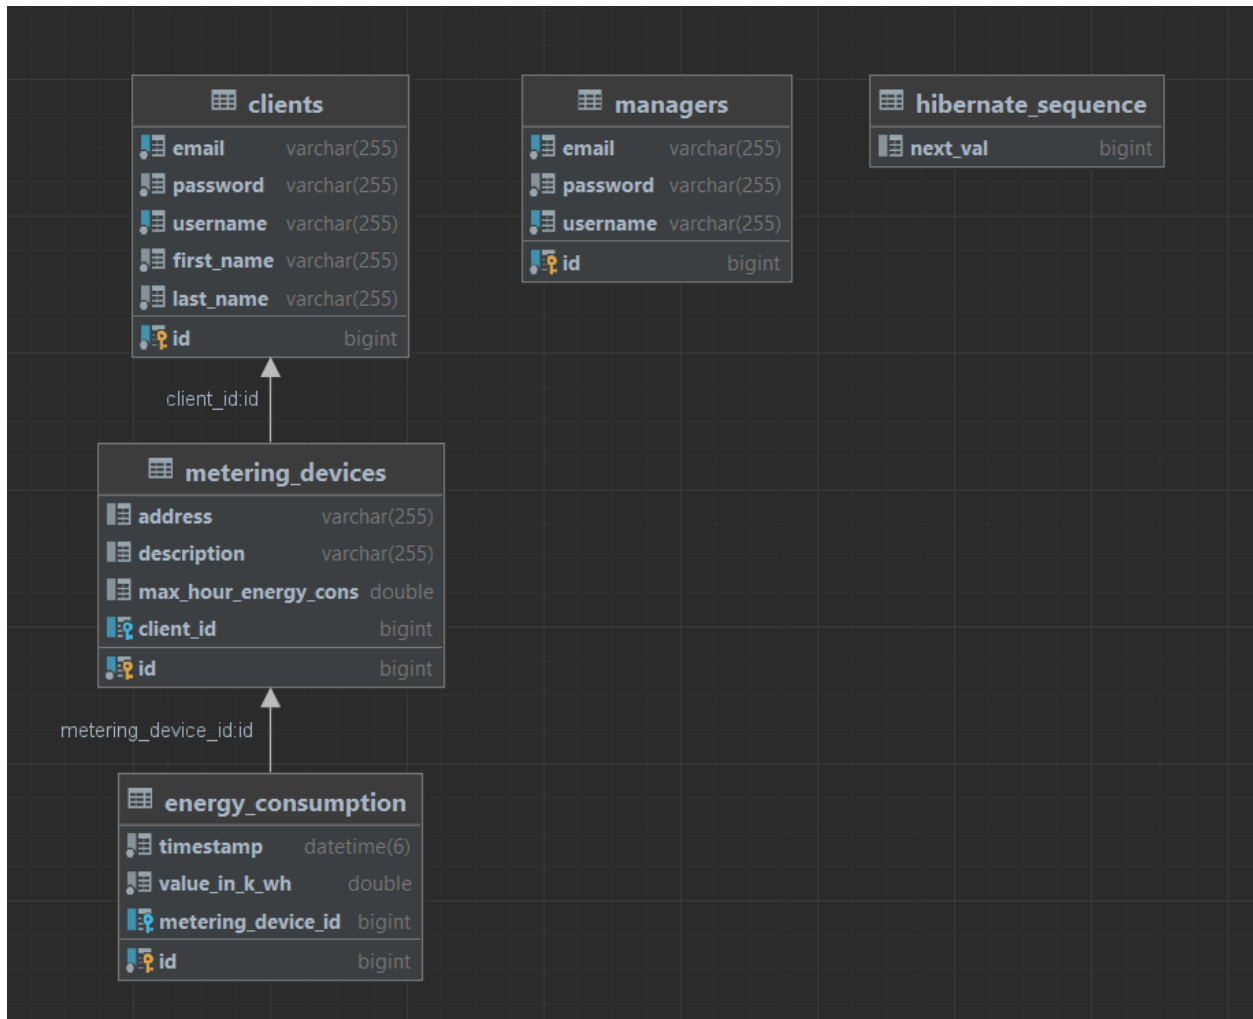 clients
email varchar(255)
password varchar(255)
username varchar(255)
first_name varchar(255)
last_name varchar(255)
id bigint
managers
email varchar(255)
password varchar(255)
username varchar(255)
id bigint
hibernate_sequence
next_val bigint
client_id:id
metering_devices
address varchar(255)
description varchar(255)
max_hour_energy_cons double
client_id bigint
id bigint
metering_device_id:id
energy_consumption
timestamp datetime(6)
value_in_k_wh double
metering_device_id bigint
id bigint